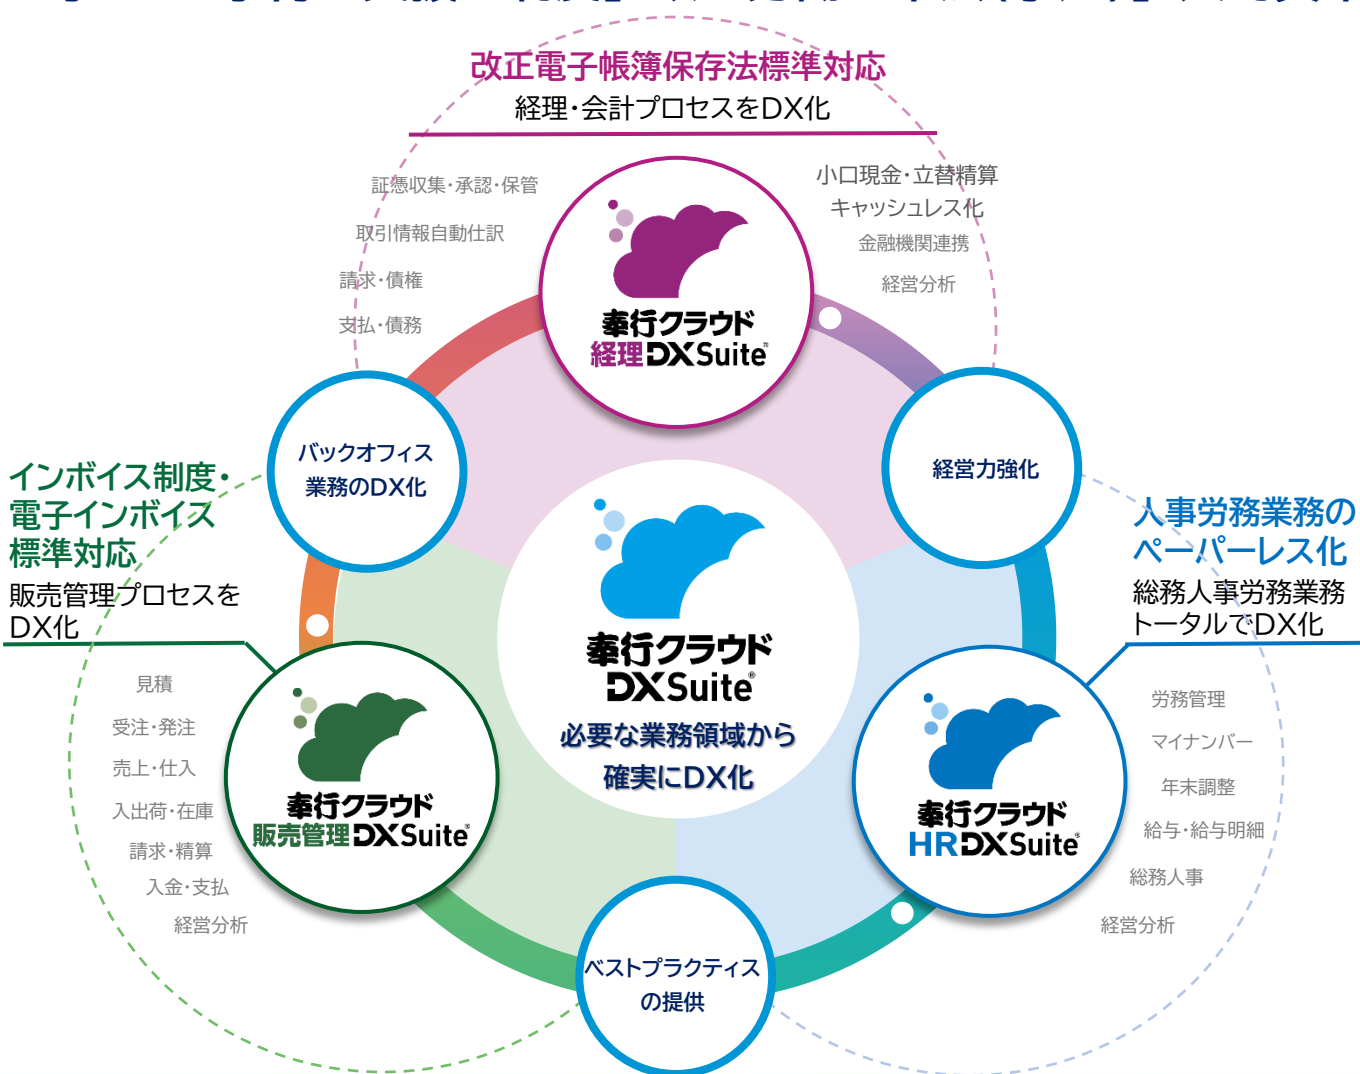 改正電子帳簿保存法標準対応
経理・会計プロセスをDX化
証憑収集・承認・保管
取引情報自動仕訳
請求・債権
支払・債務
小口現金・立替精算
キャッシュレス化
金融機関連携
経営分析
奉行クラウド
経理DXSuite®
バックオフィス
業務のDX化
経営力強化
インボイス制度・
電子インボイス
標準対応
販売管理プロセスを
DX化
人事労務業務の
ペーパーレス化
総務人事労務業務
トータルでDX化
奉行クラウド
DXSuite®
必要な業務領域から
確実にDX化
見積
受注・発注
売上・仕入
入出荷・在庫
請求・精算
入金・支払
経営分析
奉行クラウド
販売管理DXSuite®
奉行クラウド
HRDXSuite®
労務管理
マイナンバー
年末調整
給与・給与明細
総務人事
経営分析
ベストプラクティス
の提供